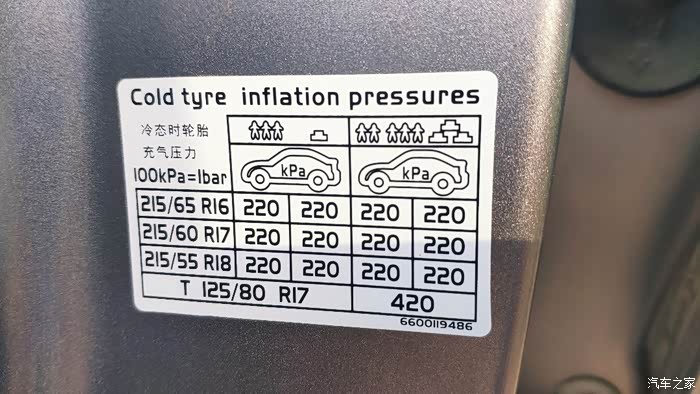 Cold tyre inflation pressures
冷态时轮胎
充气压力
100kPa=1bar
kPa kPa
215/65 R16 220 220 220 220
215/60 R17 220 220 220 220
215/55 R18 220 220 220 220
T 125/80 R17 420
6600119486
汽车之家